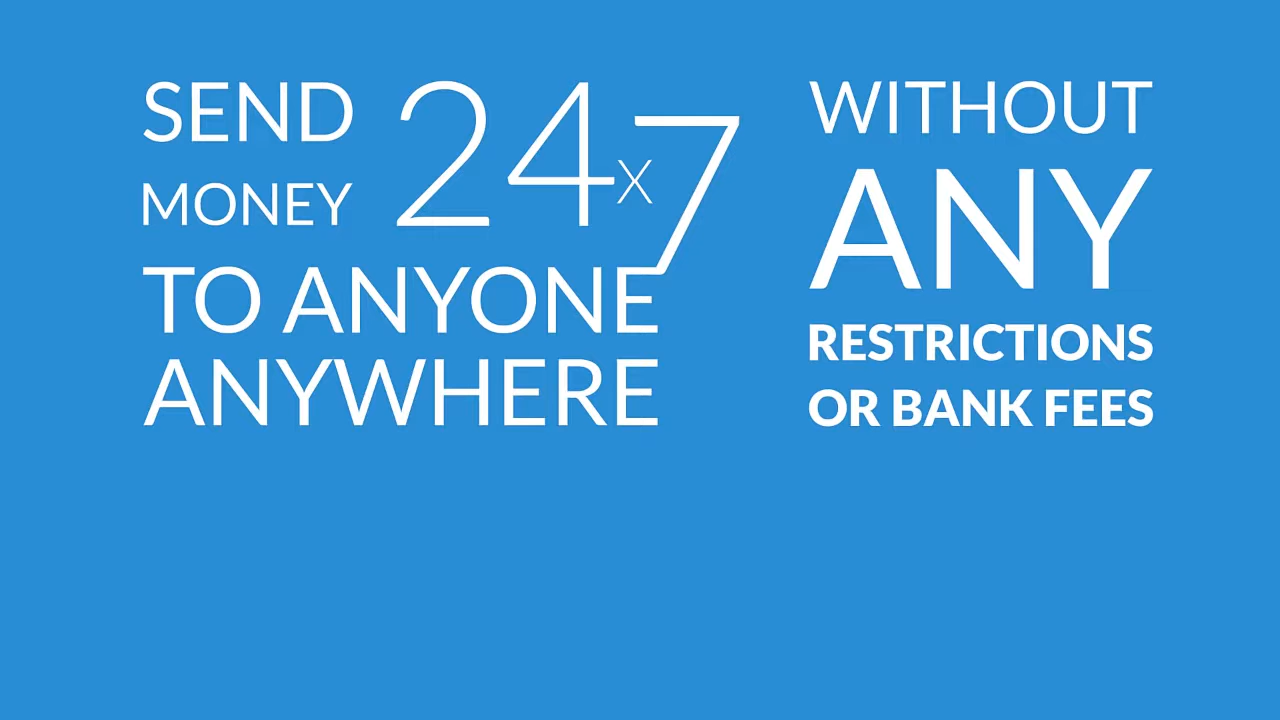 SEND
MONEY
24x7
TO ANYONE
ANYWHERE
WITHOUT
ANY
RESTRICTIONS
OR BANK FEES